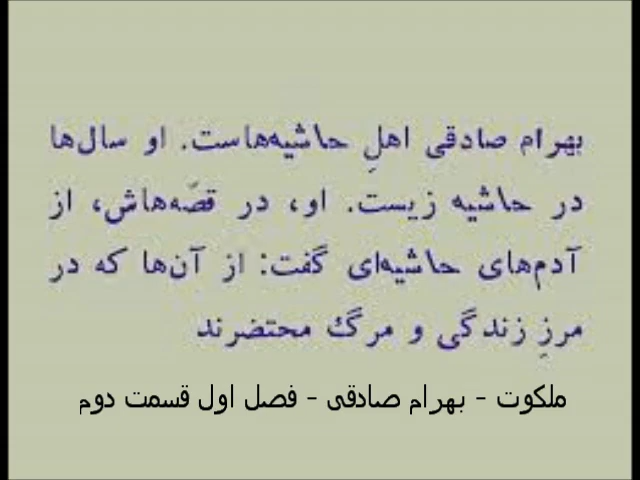 بهرام صادقی اهلِ حاشیه‌هاست. او سال‌ها
در حاشیه زیست. او، در قصّه‌هاش، از
آدم‌های حاشیه‌ای گفت: از آن‌ها که در
مرزِ زندگی و مرگ محتضرند
ملکوت - بهرام صادقی - فصل اول قسمت دوم